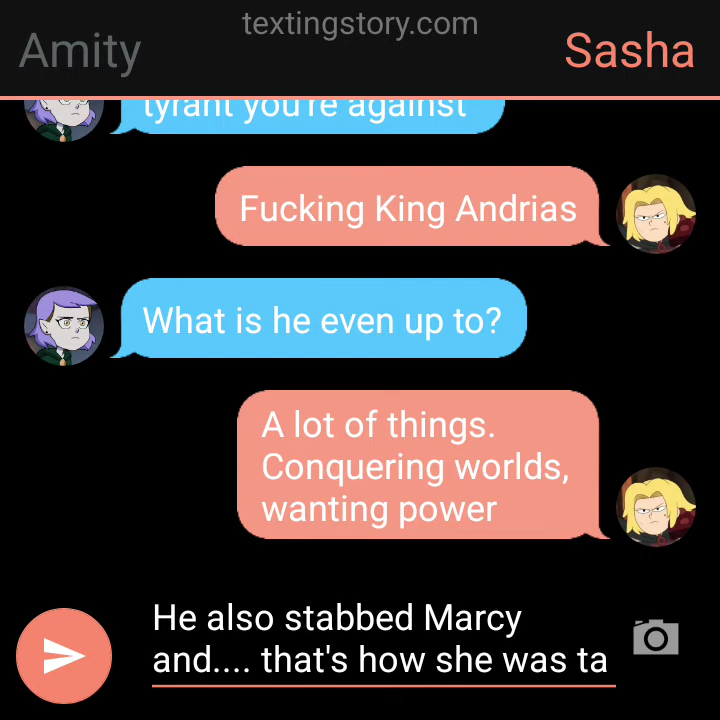 textingstory.com
Amity
Sasha
tyrant you're against
Fucking King Andrias
What is he even up to?
A lot of things.
Conquering worlds,
wanting power
He also stabbed Marcy
and.... that's how she was ta